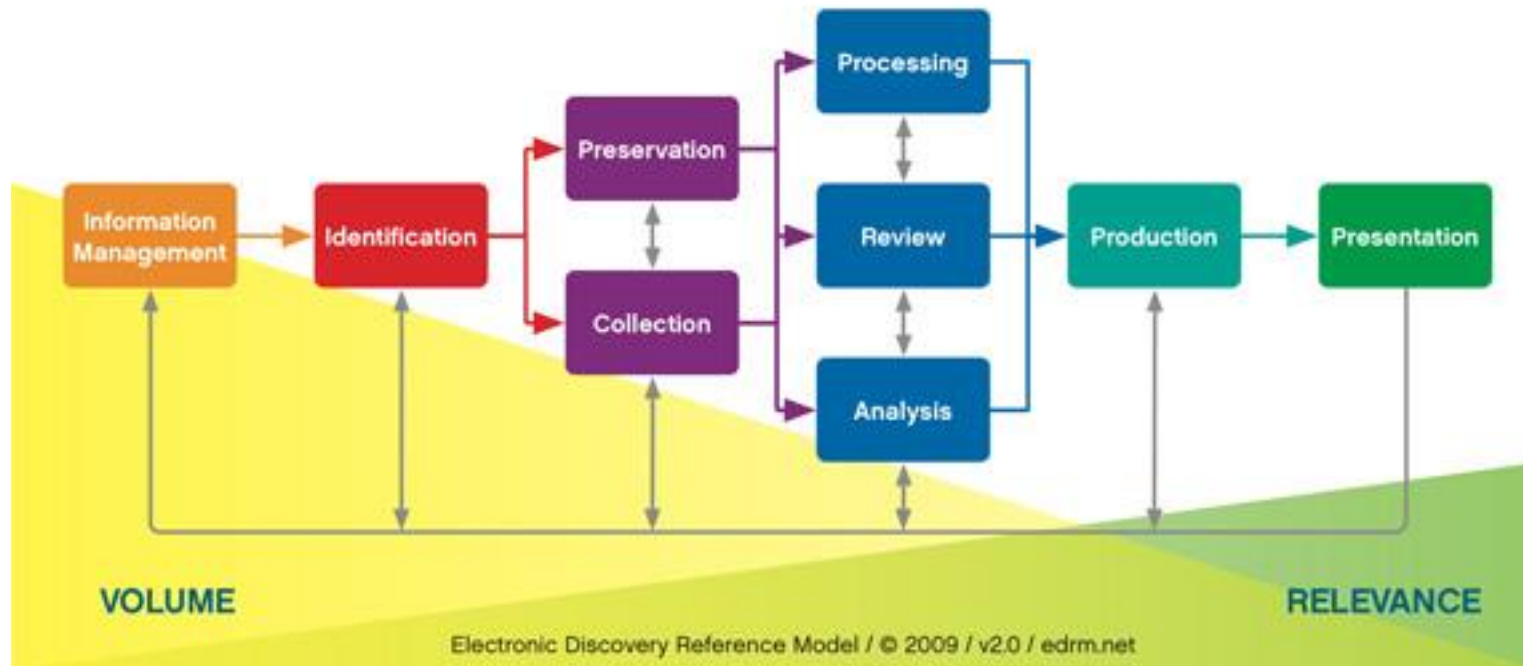 Information
Management
Identification
Preservation
Collection
Processing
Review
Analysis
Production
Presentation
VOLUME
RELEVANCE
Electronic Discovery Reference Model / © 2009 / v2.0 / edrm.net